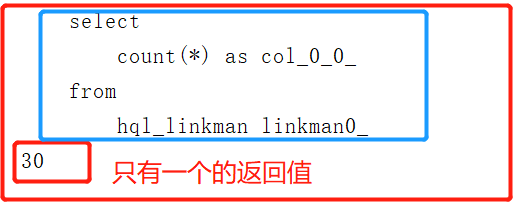 select
count(*) as col_0_0_
from
hql_linkman linkman0_
30
只有一个的返回值